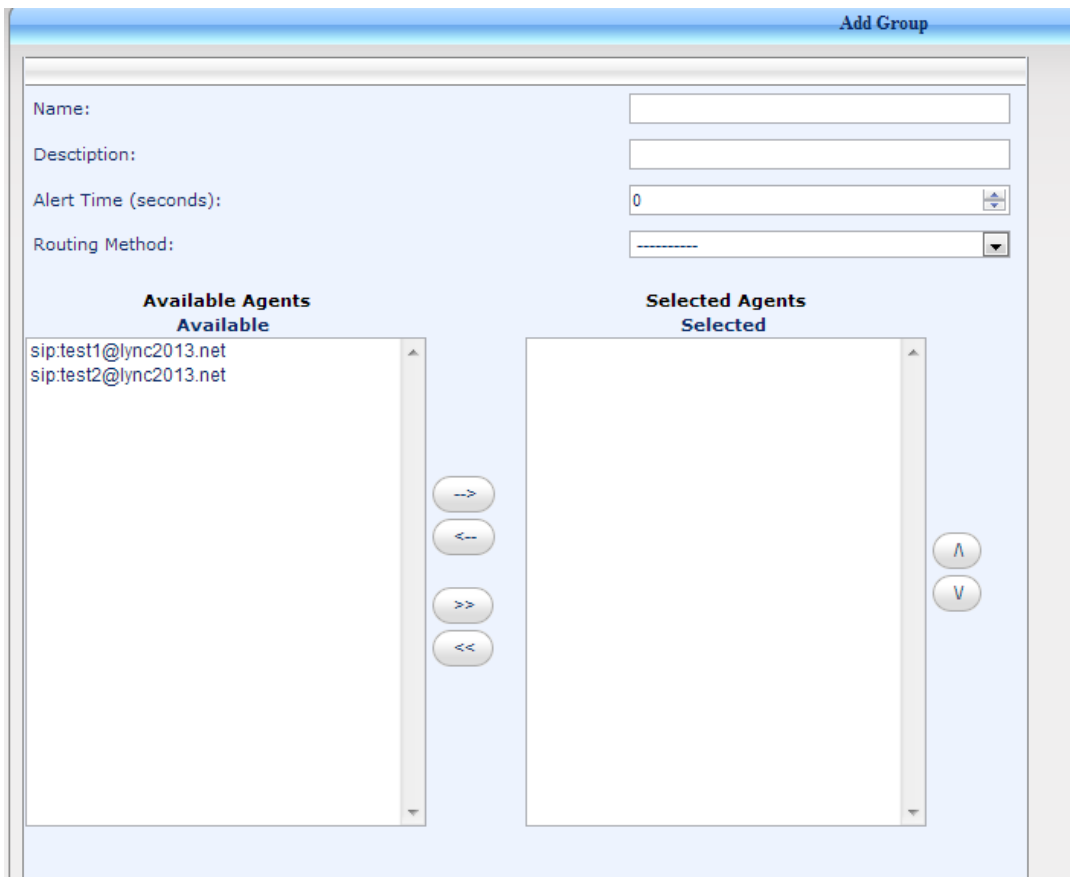 Add Group
Name:
Desctiption:
Alert Time (seconds):
0
Routing Method:
----------
Available Agents
Selected Agents
Available
Selected
sip:test1@lync2013.net
sip:test2@lync2013.net
-->
<--
>>
<<
/\
\/